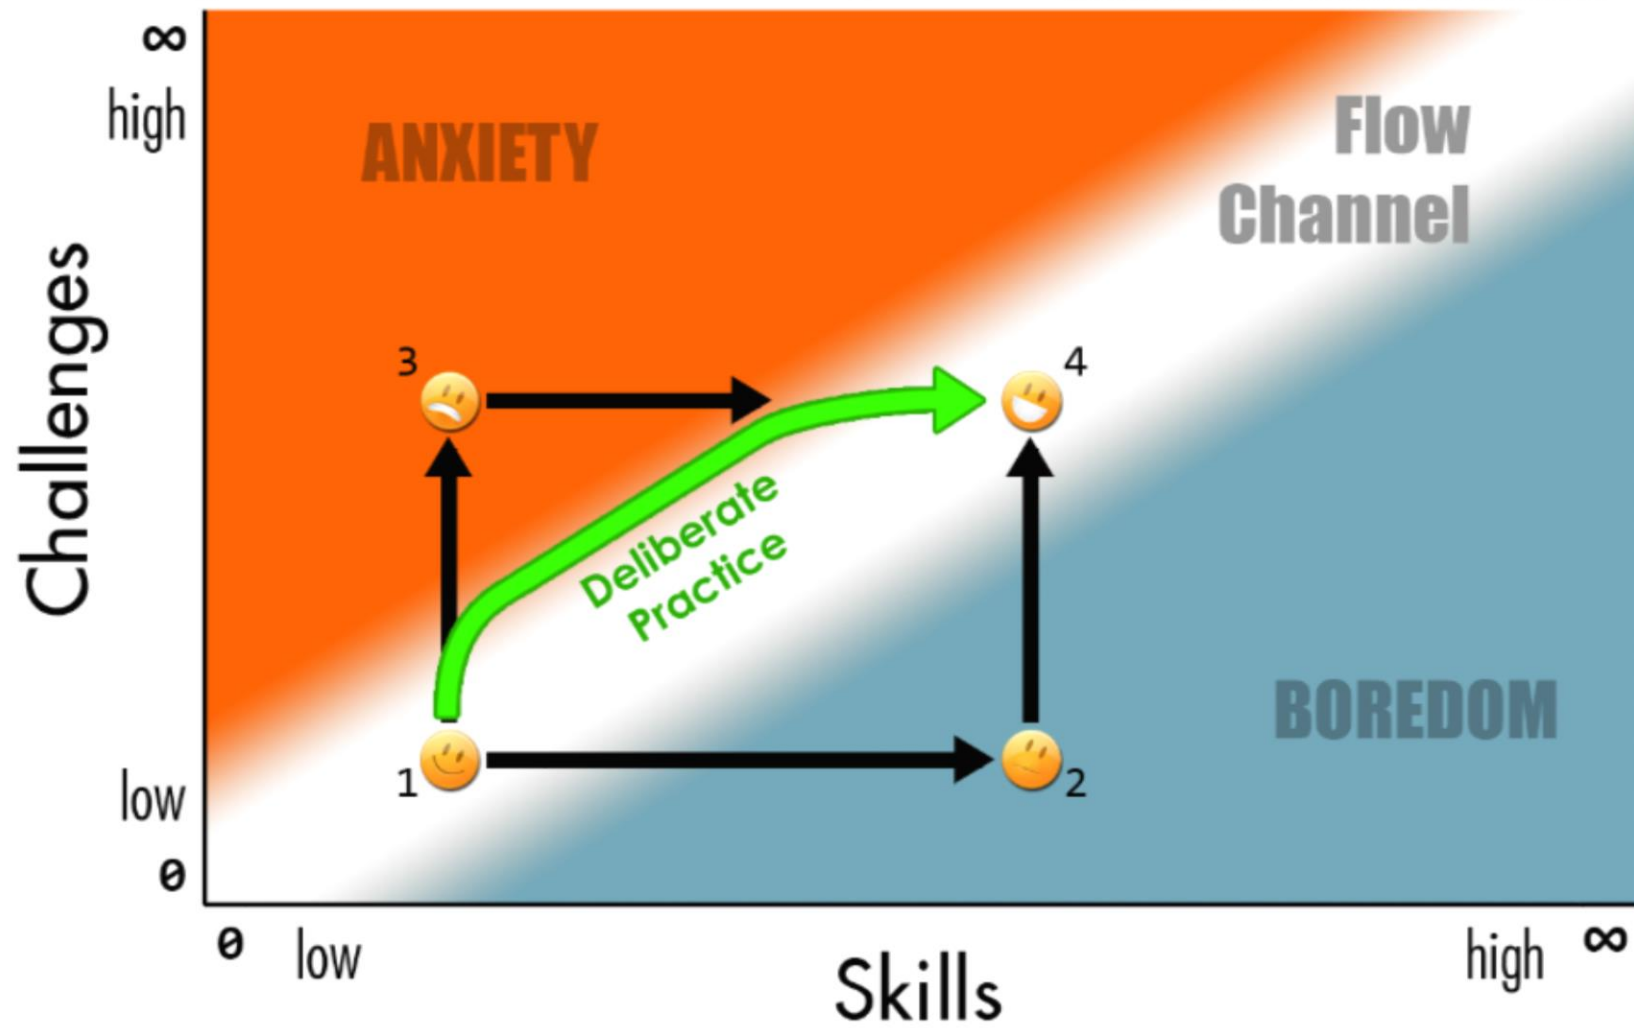 ∞
high
ANXIETY
Flow
Channel
Challenges
3
4
Deliberate
Practice
BOREDOM
1
2
low
0
0
low
high
∞
Skills